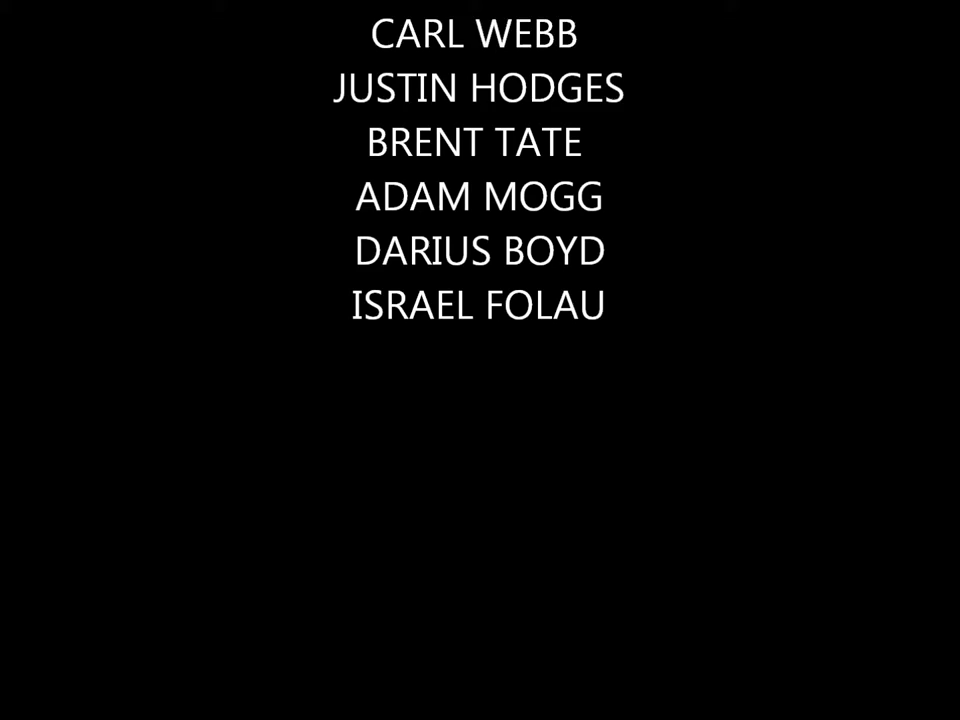 CARL WEBB
JUSTIN HODGES
BRENT TATE
ADAM MOGG
DARIUS BOYD
ISRAEL FOLAU